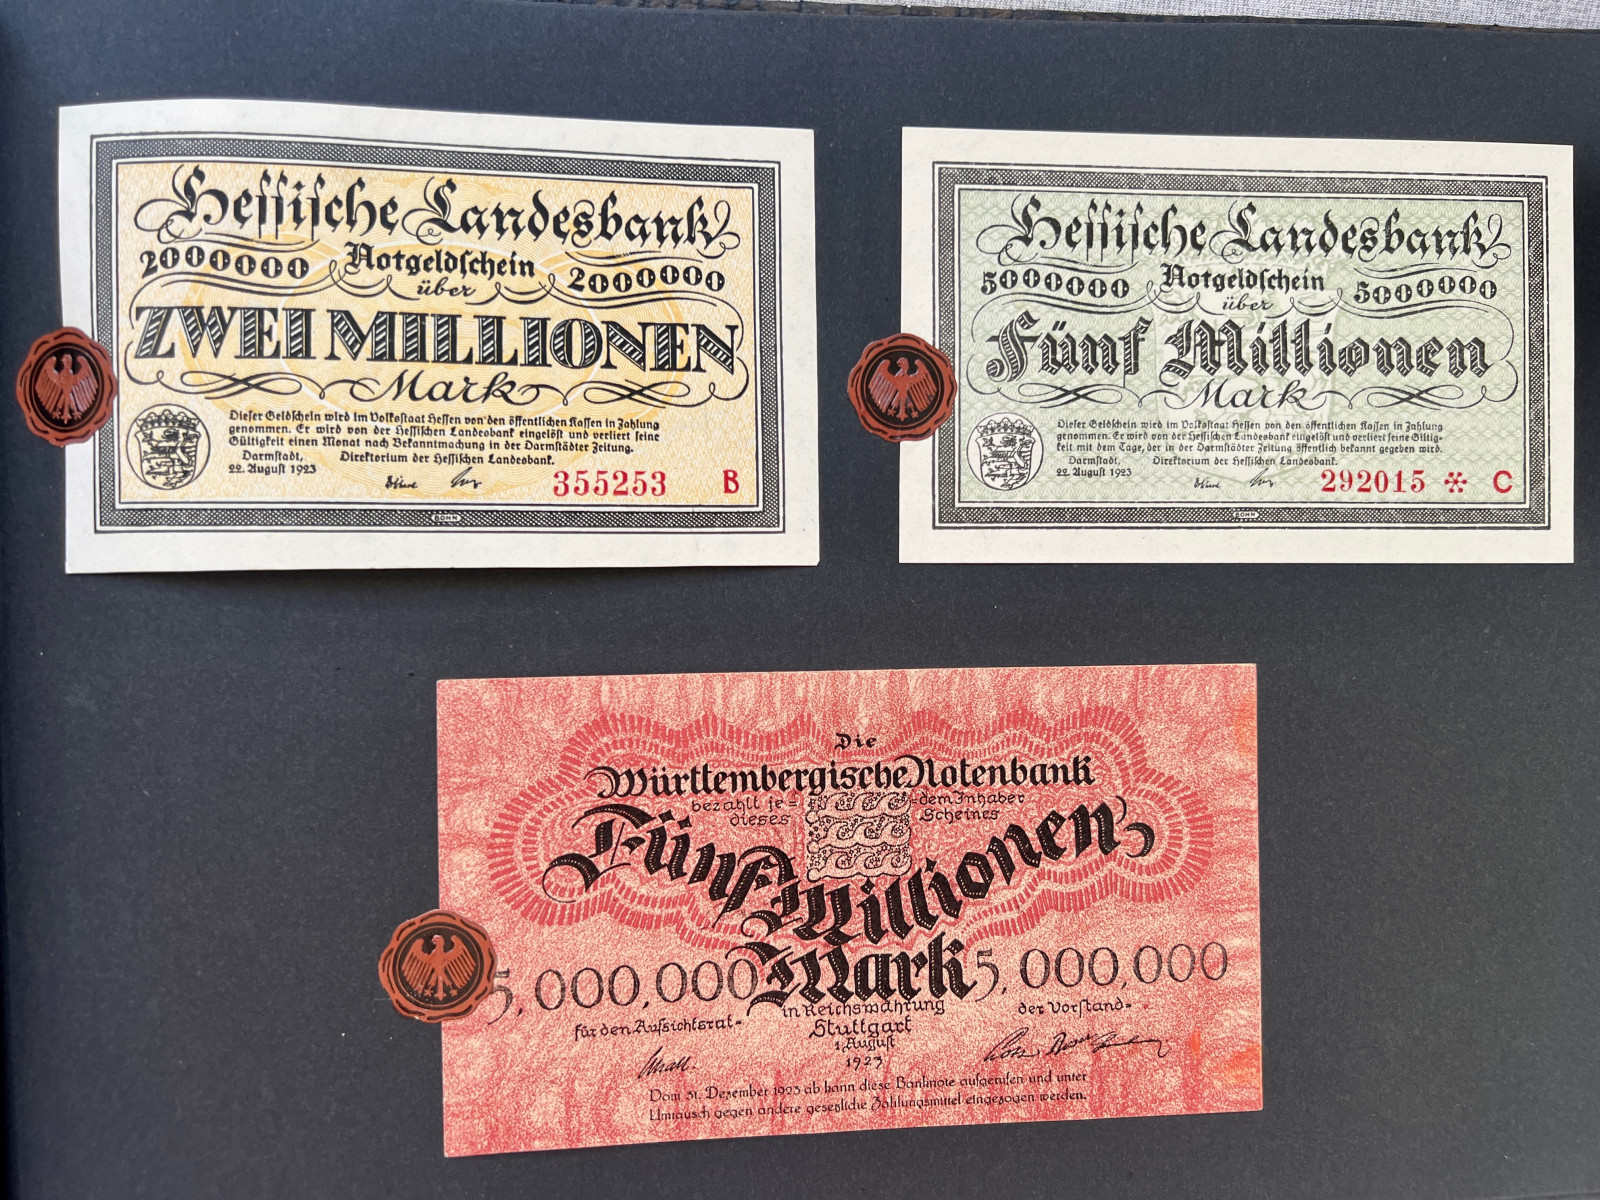 Hessische Landesbank
2000000 Notgeldschein 2000000
über
ZWEI MILLIONEN
Mark
Dieser Geldschein wird im Volksstaat Hessen von den öffentlichen Kassen in Zahlung
genommen. Er wird von der Hessischen Landesbank eingelöst und verliert seine
Gültigkeit einen Monat nach Bekanntmachung in der Darmstädter Zeitung.
Darmstadt, Direktorium der Hessischen Landesbank.
22. August 1923
355253 B
BOHN
Hessische Landesbank
5000000 Notgeldschein 5000000
über
Fünf Millionen
Mark
Dieser Geldschein wird im Volksstaat Hessen von den öffentlichen Kassen in Zahlung
genommen. Er wird von der Hessischen Landesbank eingelöst und verliert seine Gültig-
keit mit dem Tage, der in der Darmstädter Zeitung öffentlich bekannt gegeben wird.
Darmstadt, Direktorium der Hessischen Landesbank.
22. August 1923
292015 * C
BOHN
Die
Württembergische Notenbank
bezahlt je= =dem Inhaber
dieses Scheines
Fünf Millionen
Mark
5,000,000 5,000,000
in Reichswährung
für den Aufsichtsrat- der Vorstand-
Stuttgart
1. August
1923
Vom 31. Dezember 1923 ab kann diese Banknote aufgerufen und unter
Umtausch gegen andere gesetzliche Zahlungsmittel eingezogen werden.